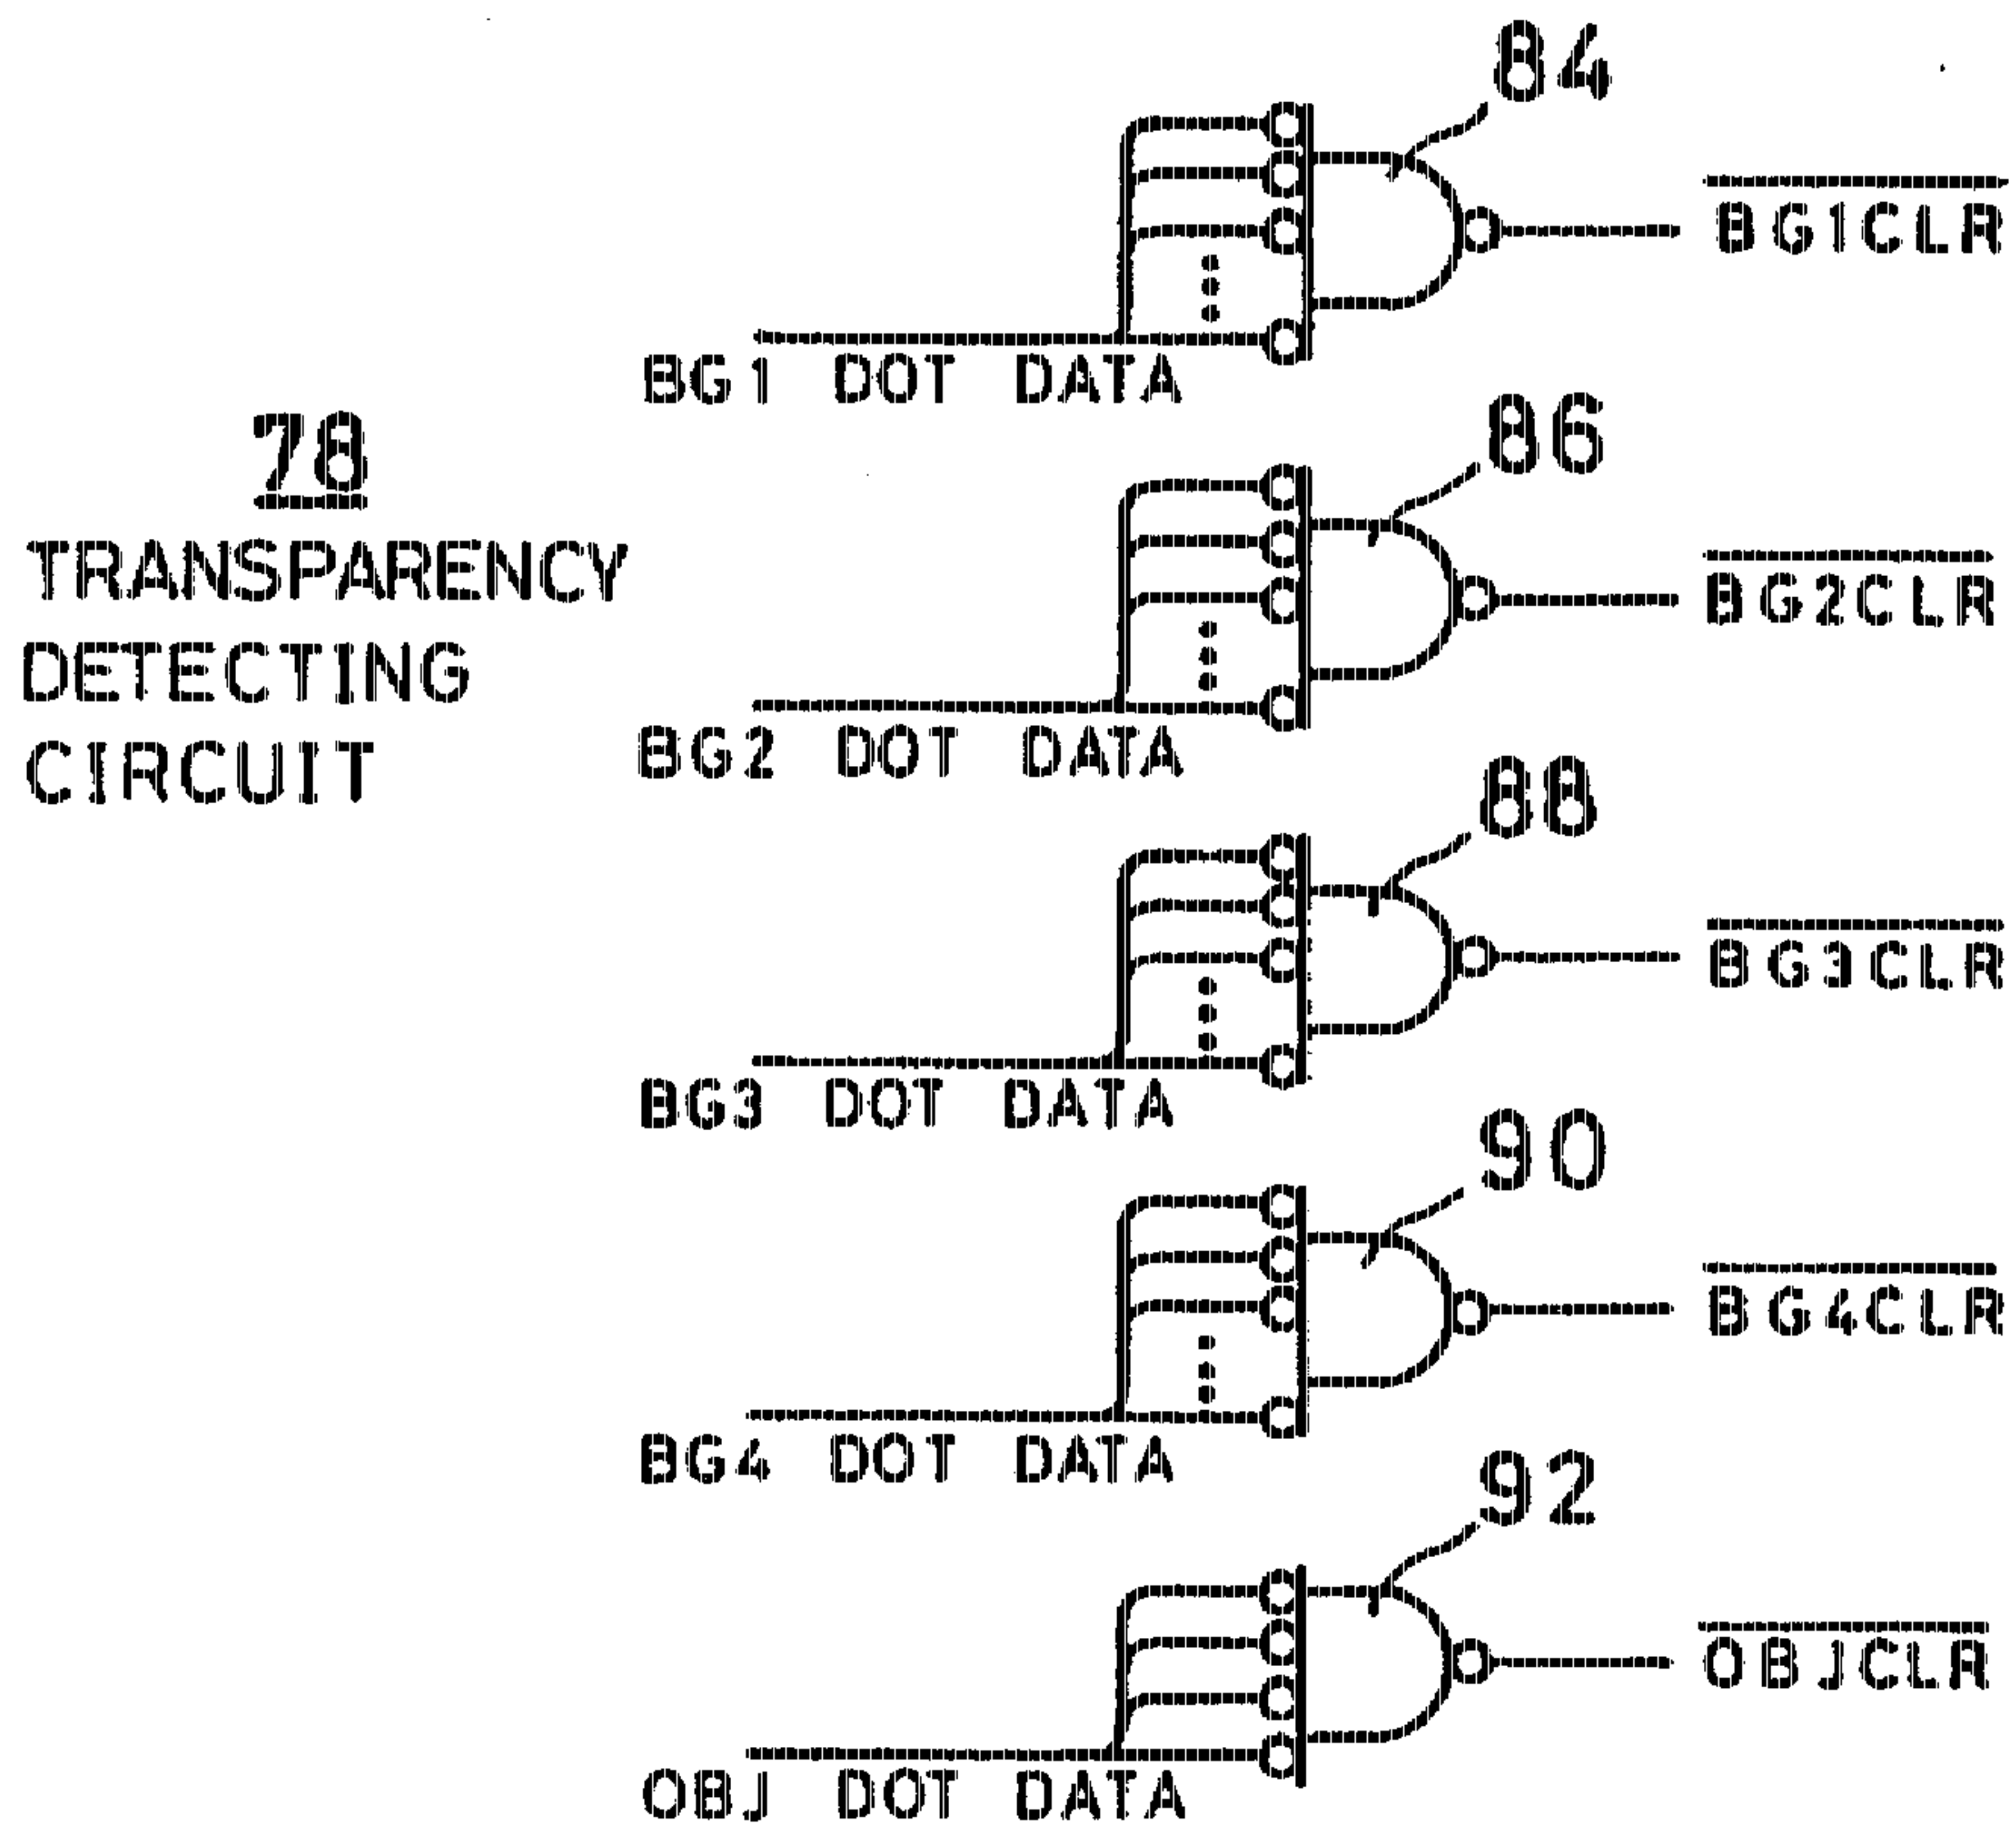 84
BG1CLR
BG1 DOT DATA
78
TRANSPARENCY
DETECTING
CIRCUIT
86
BG2CLR
BG2 DOT DATA
88
BG3CLR
BG3 DOT DATA
90
BG4CLR
BG4 DOT DATA
92
OBJCLR
OBJ DOT DATA